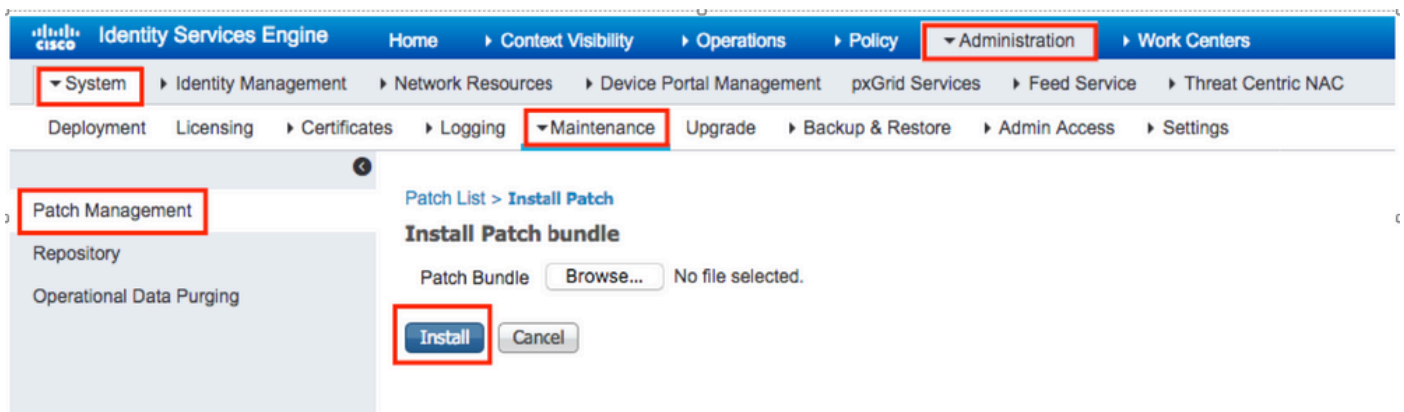 cisco Identity Services Engine Home Context Visibility Operations Policy Administration Work Centers
System Identity Management Network Resources Device Portal Management pxGrid Services Feed Service Threat Centric NAC
Deployment Licensing Certificates Logging Maintenance Upgrade Backup & Restore Admin Access Settings
Patch Management
Repository
Operational Data Purging
Patch List > Install Patch
Install Patch bundle
Patch Bundle Browse... No file selected.
Install Cancel